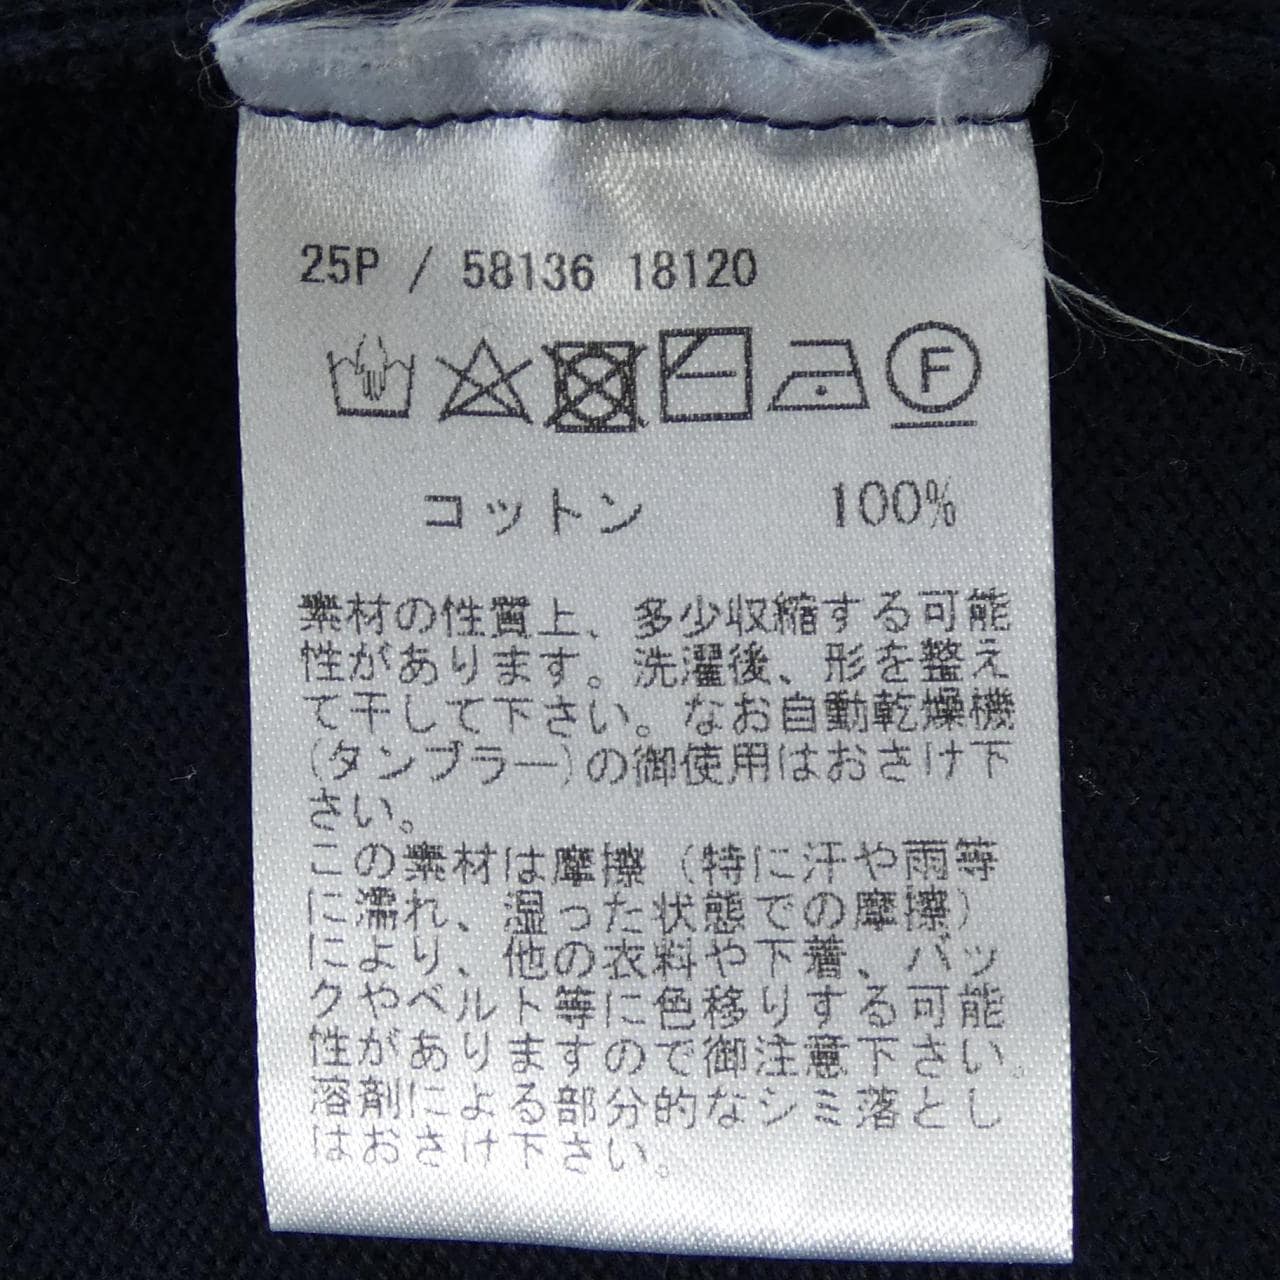 25P / 58136 18120
F
コットン 100%
素材の性質上、多少収縮する可能
性があります。洗濯後、形を整え
て干して下さい。なお自動乾燥機
(タンブラー)の御使用はおさけ下
さい。
この素材は摩擦(特に汗や雨等
に濡れ、湿った状態での摩擦)
により、他の衣料や下着、バッ
クやベルト等に色移りする可能
性がありますので御注意下さい。
溶剤による部分的なシミ落とし
はおさけ下さい。